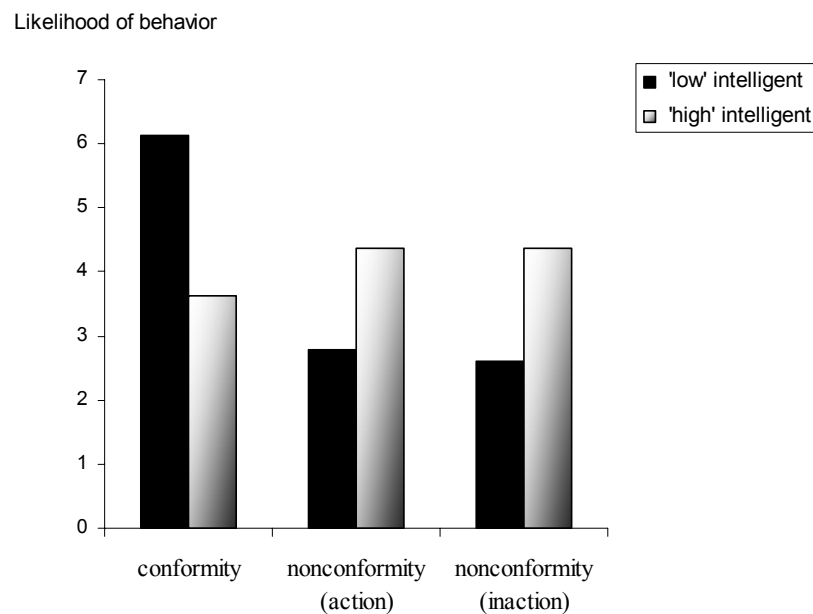 Likelihood of behavior
'low' intelligent
'high' intelligent
7
6
5
4
3
2
1
0
conformity
nonconformity
(action)
nonconformity
(inaction)